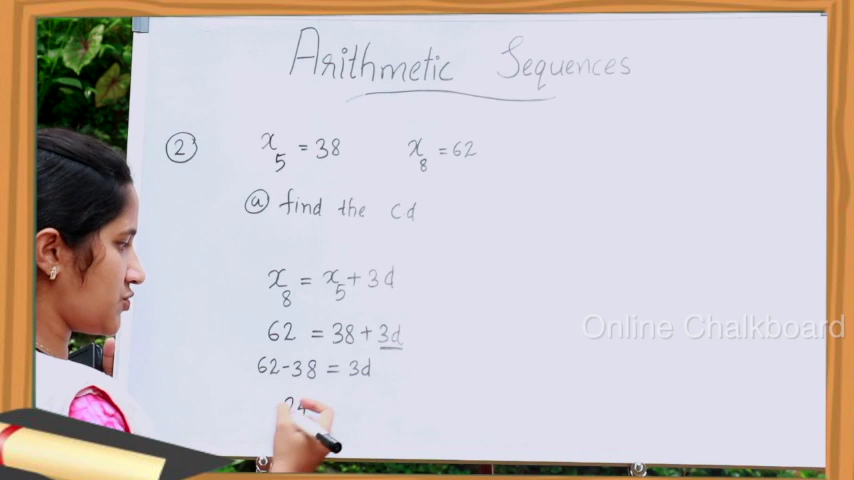 Arithmetic Sequences
② x₅ = 38 x₈ = 62
ⓐ find the cd
x₈ = x₅ + 3d
62 = 38 + 3d
62 - 38 = 3d
24
Online Chalkboard